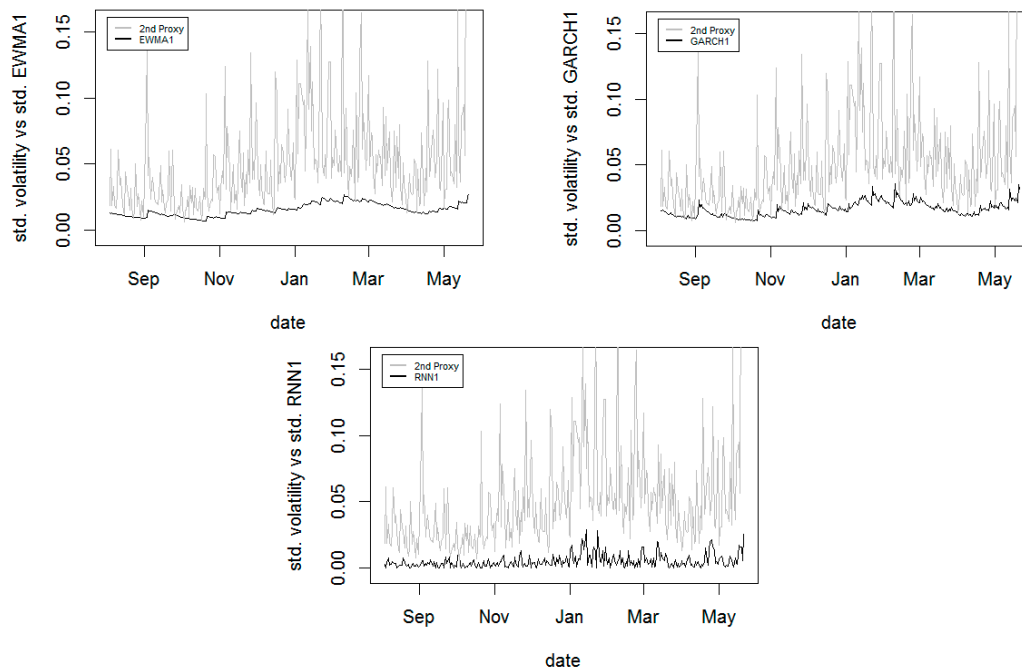 std. volatility vs std. EWMA1
0.15
0.10
0.05
0.00
2nd Proxy
EWMA1
Sep
Nov
Jan
Mar
May
date
std. volatility vs std. GARCH1
0.15
0.10
0.05
0.00
2nd Proxy
GARCH1
Sep
Nov
Jan
Mar
May
date
std. volatility vs std. RNN1
0.15
0.10
0.05
0.00
2nd Proxy
RNN1
Sep
Nov
Jan
Mar
May
date